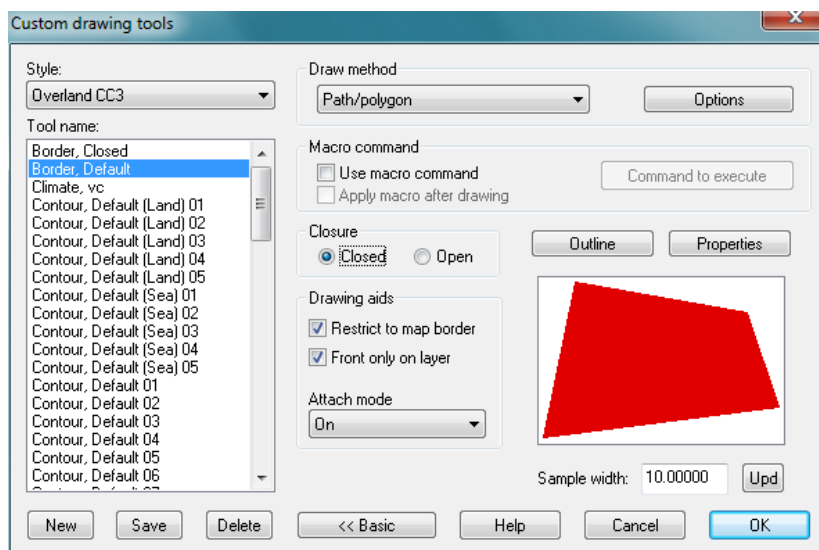 Custom drawing tools
Style:
Overland CC3
Tool name:
Border, Closed
Border, Default
Climate, vc
Contour, Default (Land) 01
Contour, Default (Land) 02
Contour, Default (Land) 03
Contour, Default (Land) 04
Contour, Default (Land) 05
Contour, Default (Sea) 01
Contour, Default (Sea) 02
Contour, Default (Sea) 03
Contour, Default (Sea) 04
Contour, Default (Sea) 05
Contour, Default 01
Contour, Default 02
Contour, Default 03
Contour, Default 04
Contour, Default 05
Contour, Default 06
New Save Delete
Draw method
Path/polygon Options
Macro command
Use macro command Command to execute
Apply macro after drawing
Closure
Closed Open
Outline Properties
Drawing aids
Restrict to map border
Front only on layer
Attach mode
On
Sample width: 10.00000 Upd
<< Basic Help Cancel OK